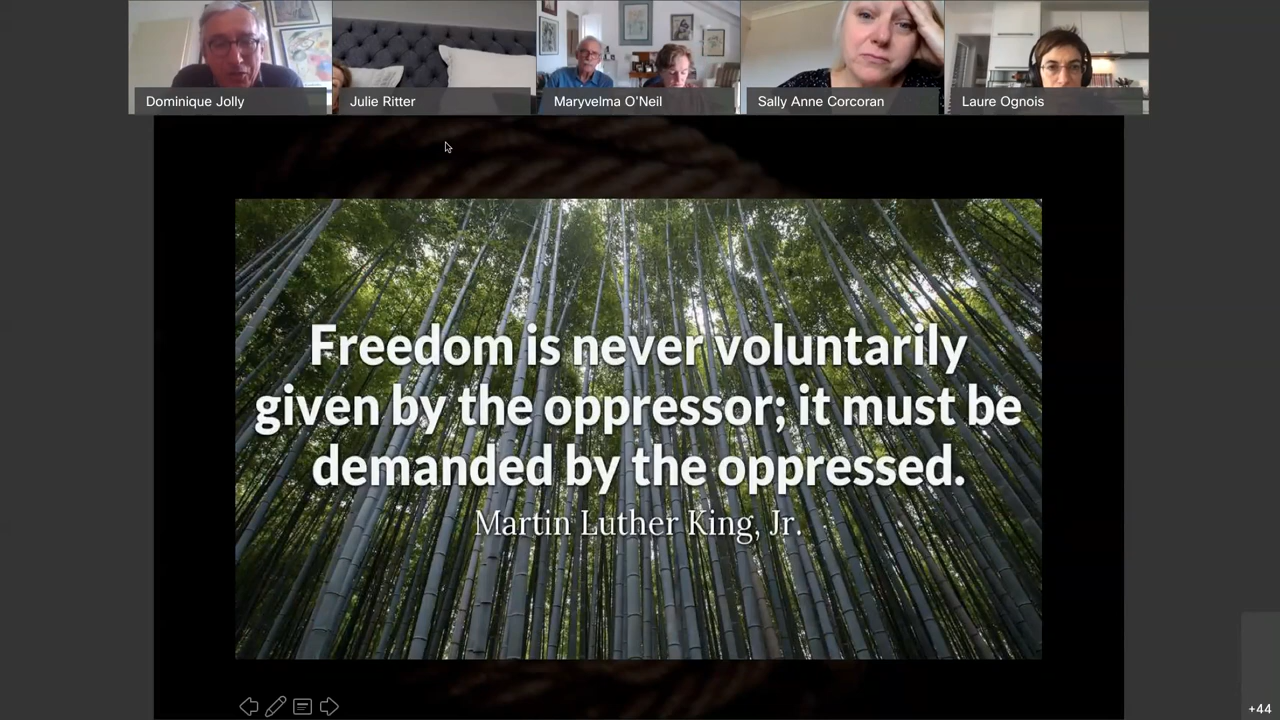 Dominique Jolly
Julie Ritter
Maryvelma O'Neil
Sally Anne Corcoran
Laure Ognois
Freedom is never voluntarily
given by the oppressor; it must be
demanded by the oppressed.
Martin Luther King, Jr.
+44